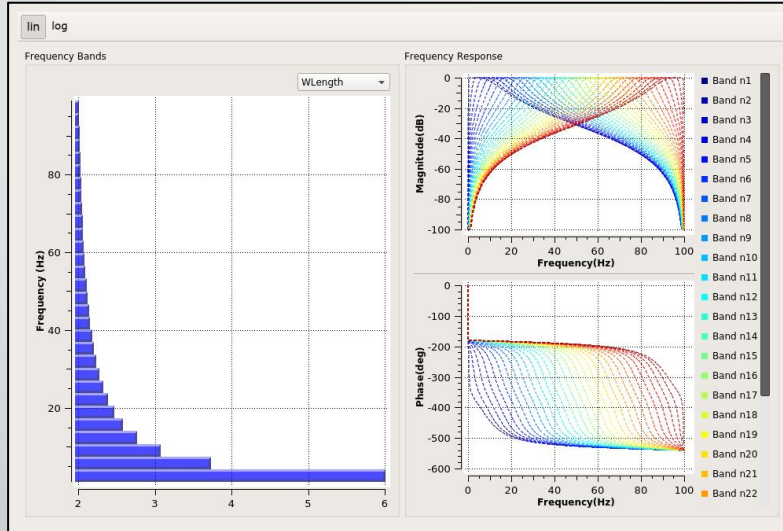 lin log
Frequency Bands
WLength
Frequency (Hz)
80
60
40
20
2 3 4 5 6
Frequency Response
Magnitude(dB)
0
-20
-40
-60
-80
-100
0 20 40 60 80 100
Frequency(Hz)
Phase(deg)
0
-100
-200
-300
-400
-500
-600
0 20 40 60 80 100
Frequency(Hz)
Band n1
Band n2
Band n3
Band n4
Band n5
Band n6
Band n7
Band n8
Band n9
Band n10
Band n11
Band n12
Band n13
Band n14
Band n15
Band n16
Band n17
Band n18
Band n19
Band n20
Band n21
Band n22